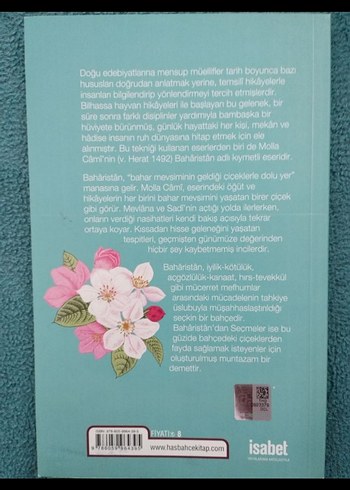 Doğu edebiyatlarına mensup müellifler tarih boyunca bazı
hususları doğrudan anlatmak yerine, temsilî hikâyelerle
insanları bilgilendirip yönlendirmeyi tercih etmişlerdir.
Bilhassa hayvan hikâyeleri ile başlayan bu gelenek, bir
süre sonra farklı disiplinler yardımıyla bambaşka bir
hüviyete bürünmüş, günlük hayattaki her kişi, mekân ve
hâdise insanın ruh dünyasına hitap etmek için ele
alınmıştır. Bu tekniği kullanan eserlerden biri de Molla
Câmî'nin (v. Herat 1492) Bahâristân adlı kıymetli eseridir.
Bahâristân, "bahar mevsiminin geldiği çiçeklerle dolu yer"
manasına gelir. Molla Câmî, eserindeki öğüt ve
hikâyelerin her birini bahar mevsimini yaşatan birer çiçek
gibi görür. Mevlâna ve Sadî'nin açtığı yolda ilerlerken,
onların verdiği nasihatleri kendi bakış açısıyla tekrar
ortaya koyar. Kıssadan hisse geleneğini yaşatan
tespitleri, geçmişten günümüze değerinden
hiçbir şey kaybetmemiş incilerdir.
Bahâristân, iyilik-kötülük,
açgözlülük-kanaat, hırs-tevekkül
gibi mücerret mefhumlar
arasındaki mücadelenin tahkiye
üslubuyla müşahhaslaştırıldığı
seçkin bir bahçedir.
Bahâristan'dan Seçmeler ise bu
güzide bahçedeki çiçeklerden
fayda sağlamak isteyenler için
oluşturulmuş muntazam bir
demettir.
FİYATI:
www.hasbahcekitap.com
isabet